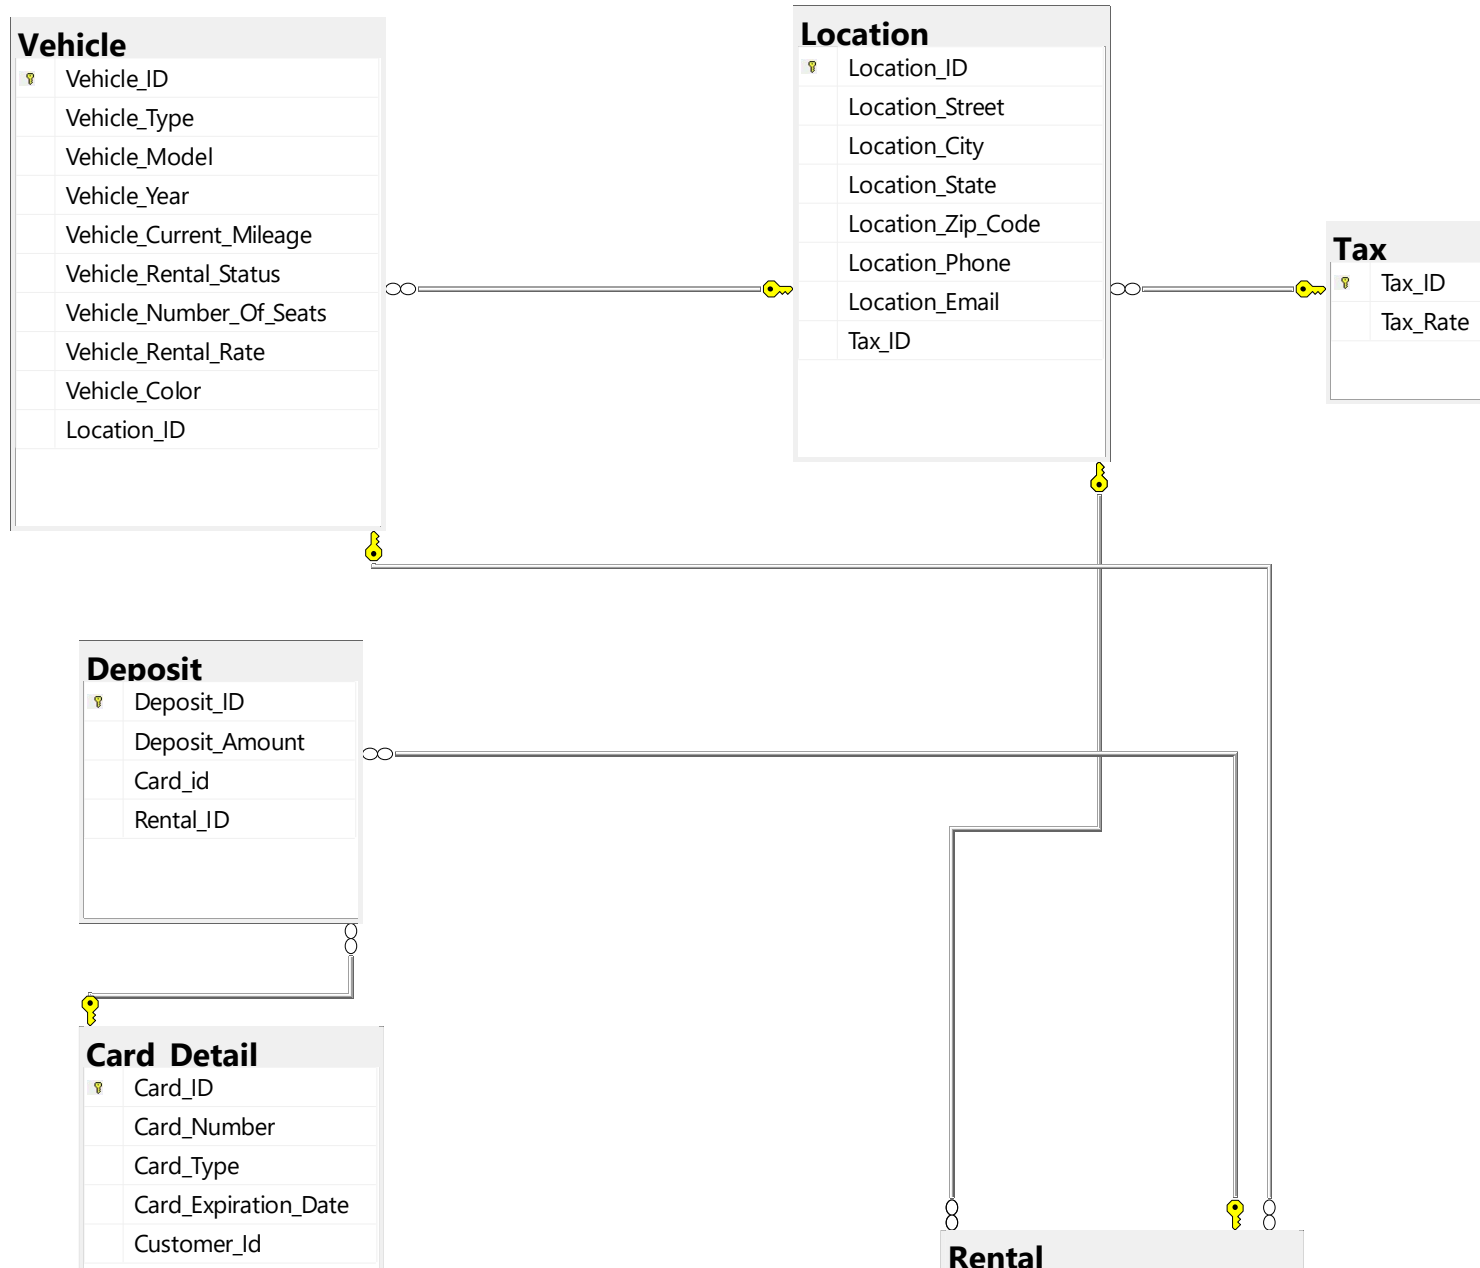 Vehicle
Vehicle_ID
Vehicle_Type
Vehicle_Model
Vehicle_Year
Vehicle_Current_Mileage
Vehicle_Rental_Status
Vehicle_Number_Of_Seats
Vehicle_Rental_Rate
Vehicle_Color
Location_ID
Location
Location_ID
Location_Street
Location_City
Location_State
Location_Zip_Code
Location_Phone
Location_Email
Tax_ID
Tax
Tax_ID
Tax_Rate
Deposit
Deposit_ID
Deposit_Amount
Card_id
Rental_ID
Card_Detail
Card_ID
Card_Number
Card_Type
Card_Expiration_Date
Customer_Id
Rental